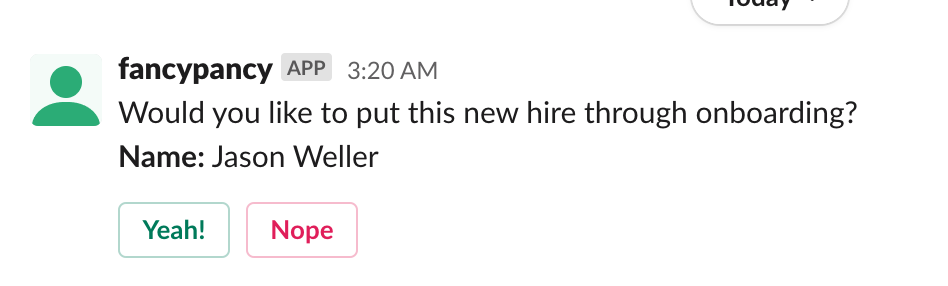 Today
fancypancy APP 3:20 AM
Would you like to put this new hire through onboarding?
Name: Jason Weller
Yeah! Nope